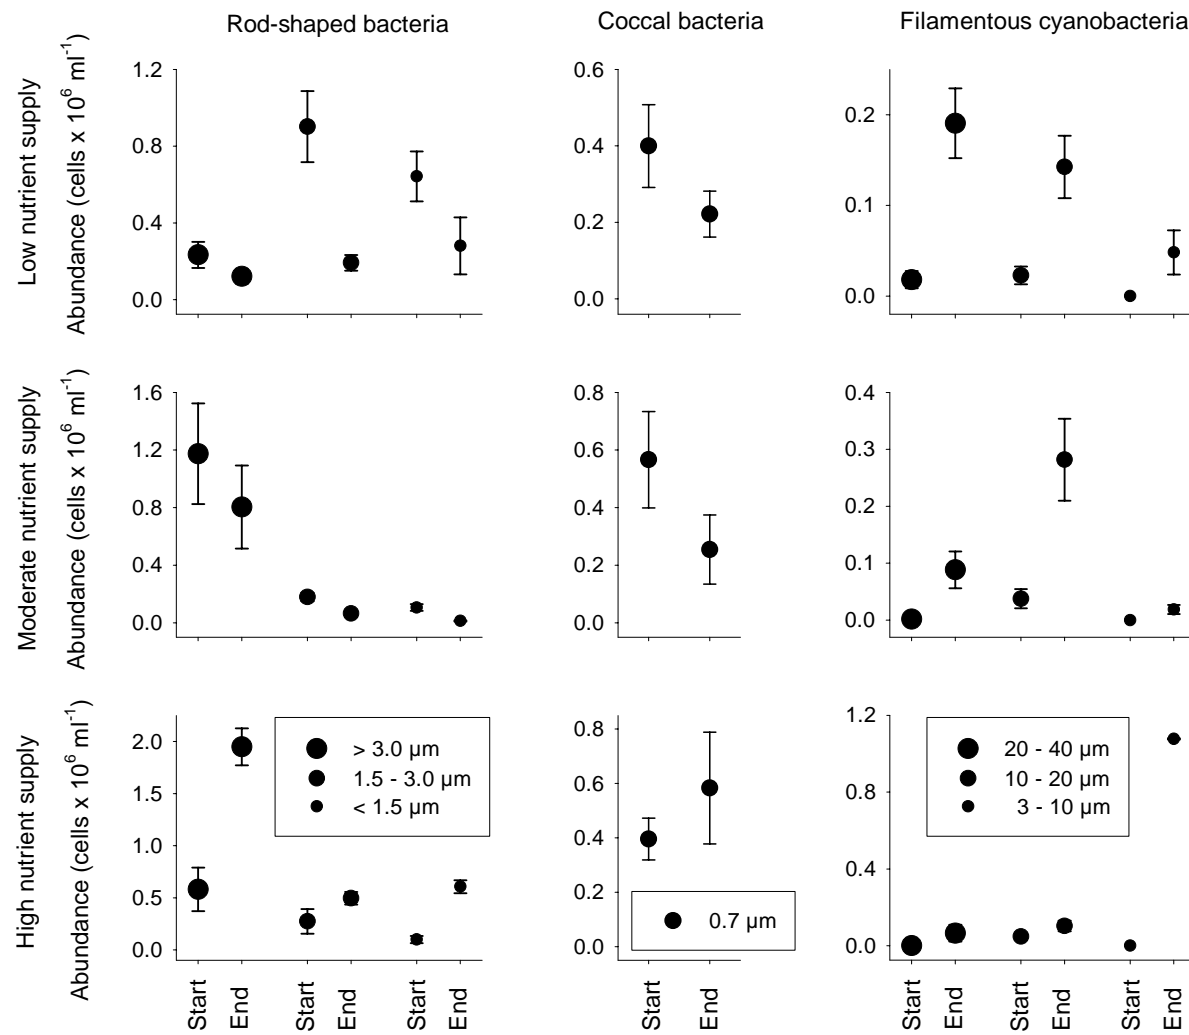 Rod-shaped bacteria
Coccal bacteria
Filamentous cyanobacteria
Low nutrient supply
Abundance (cells x 10⁶ ml⁻¹)
1.2
0.8
0.4
0.0
0.6
0.4
0.2
0.0
0.2
0.1
0.0
Moderate nutrient supply
Abundance (cells x 10⁶ ml⁻¹)
1.6
1.2
0.8
0.4
0.0
0.8
0.6
0.4
0.2
0.0
0.4
0.3
0.2
0.1
0.0
High nutrient supply
Abundance (cells x 10⁶ ml⁻¹)
2.0
1.5
1.0
0.5
0.0
> 3.0 µm
1.5 - 3.0 µm
< 1.5 µm
0.8
0.6
0.4
0.2
0.0
0.7 µm
1.2
0.8
0.4
0.0
20 - 40 µm
10 - 20 µm
3 - 10 µm
Start
End
Start
End
Start
End
Start
End
Start
End
Start
End
Start
End